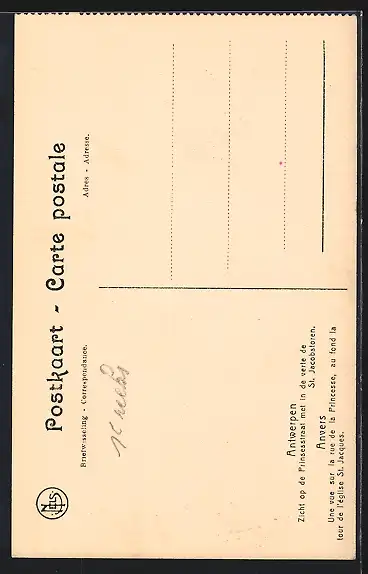 Postkaart - Carte postale
Briefwisseling - Correspondance.
Adres - Adresse.
Antwerpen
Zicht op de Prinsesstraat met in de verte de
St. Jacobstoren.
Anvers
Une vue sur la rue de la Princesse, au fond la
tour de l'église St. Jacques.
NELS